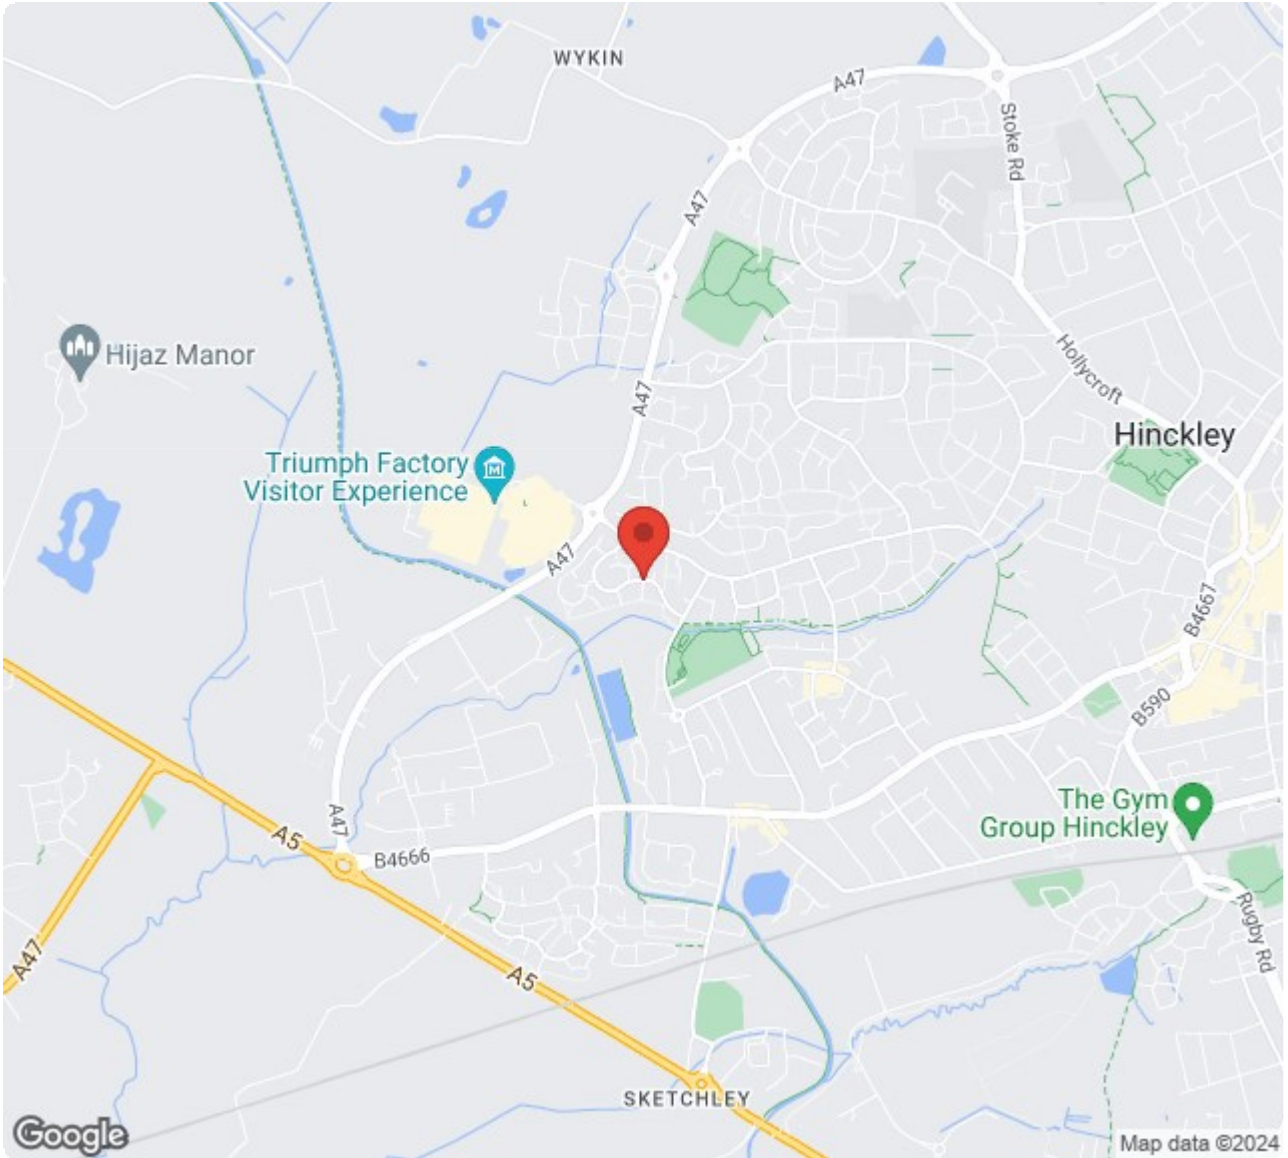 WYKIN
A47
Stoke Rd
A47
Hijaz Manor
A47
Hollycroft
Hinckley
Triumph Factory
Visitor Experience
A47
B4667
B590
The Gym
Group Hinckley
A47
A5
B4666
Rugby Rd
A47
A5
SKETCHLEY
Google
Map data ©2024